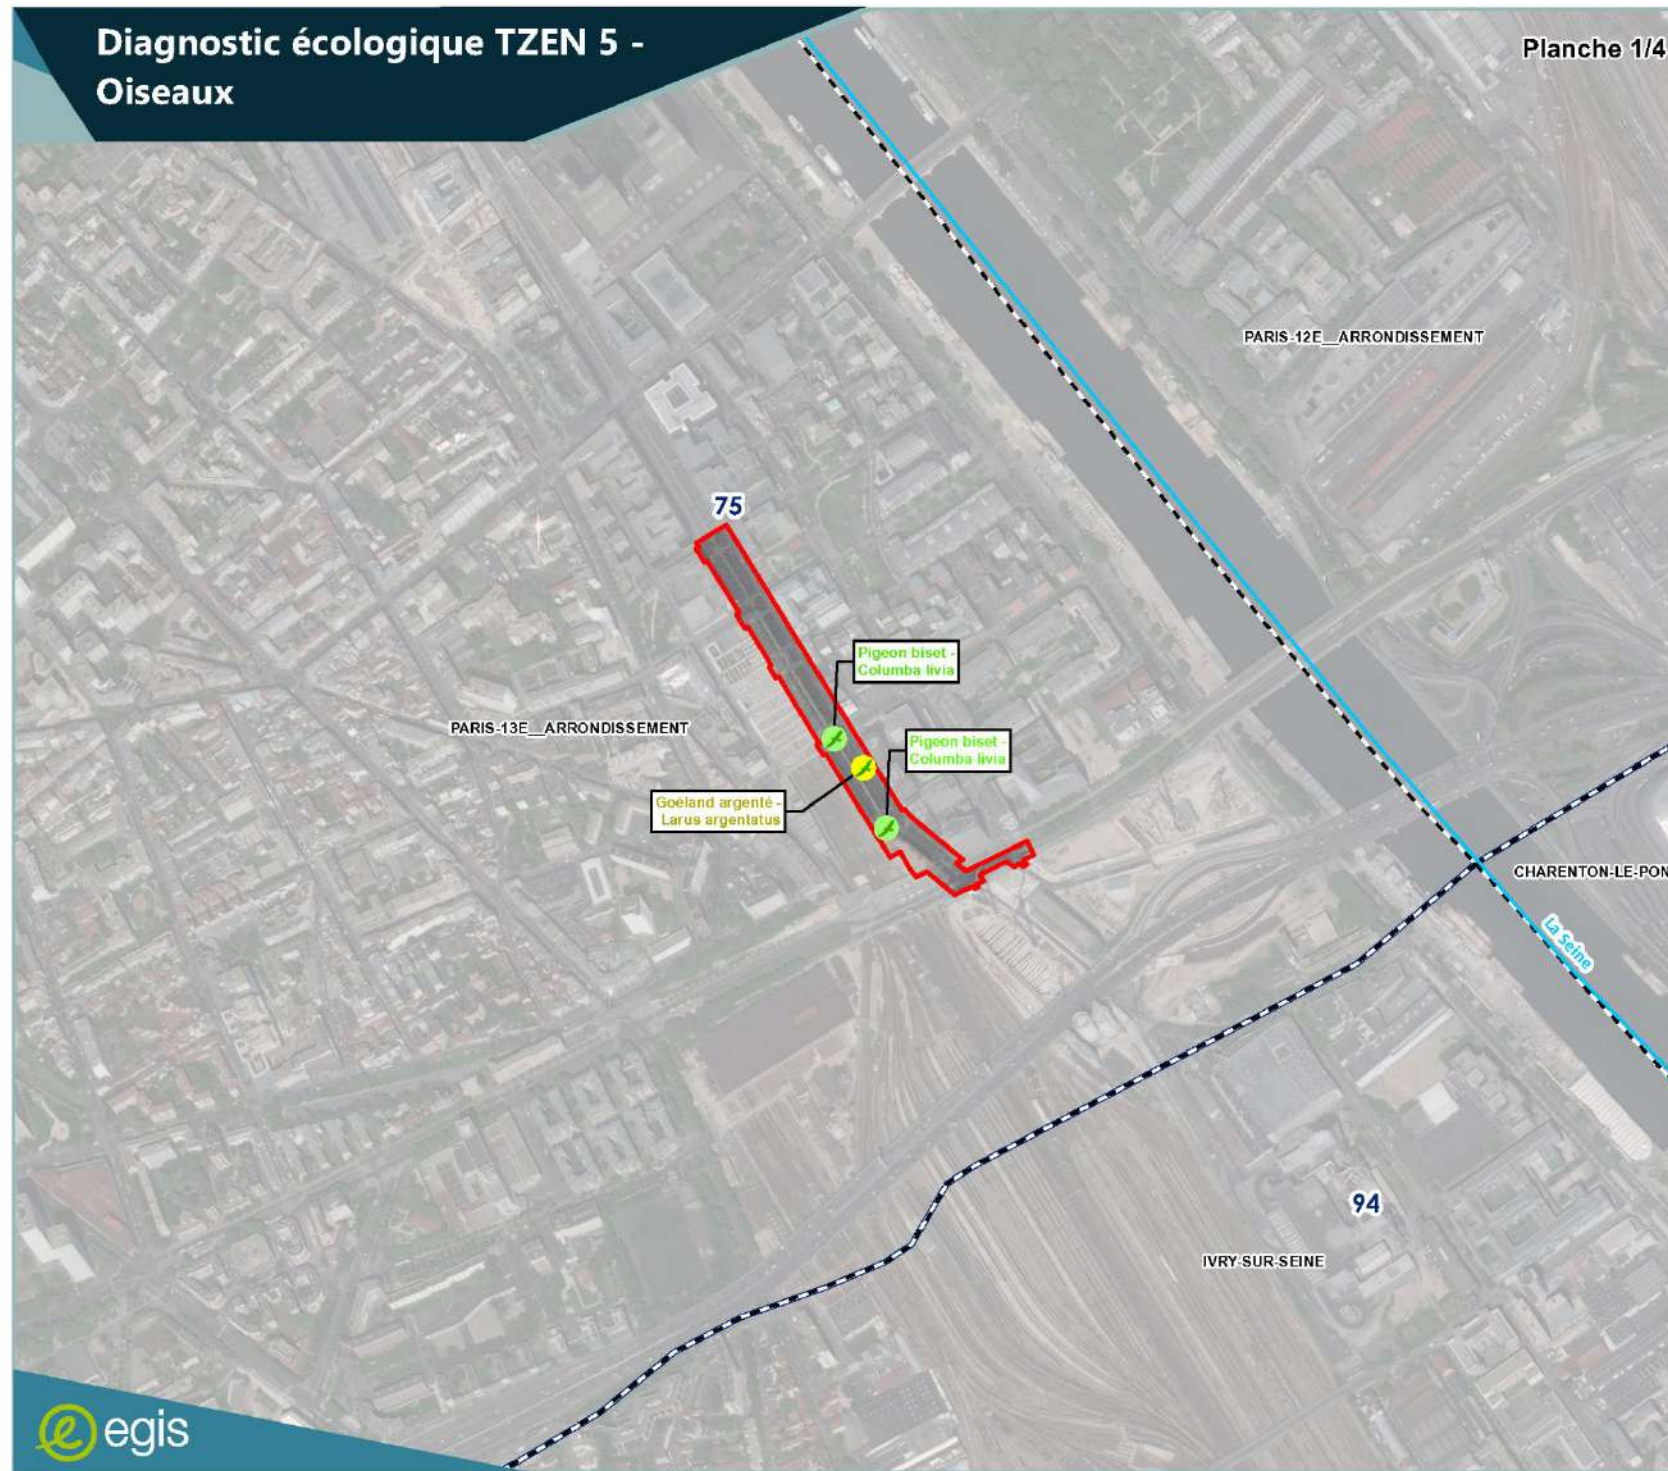 Diagnostic écologique TZEN 5 -
Oiseaux
Planche 1/4
PARIS-12E__ARRONDISSEMENT
75
Pigeon biset -
Columba livia
PARIS-13E__ARRONDISSEMENT
Pigeon biset -
Columba livia
Goéland argenté -
Larus argentatus
CHARENTON-LE-PON
La Seine
94
IVRY-SUR-SEINE
egis